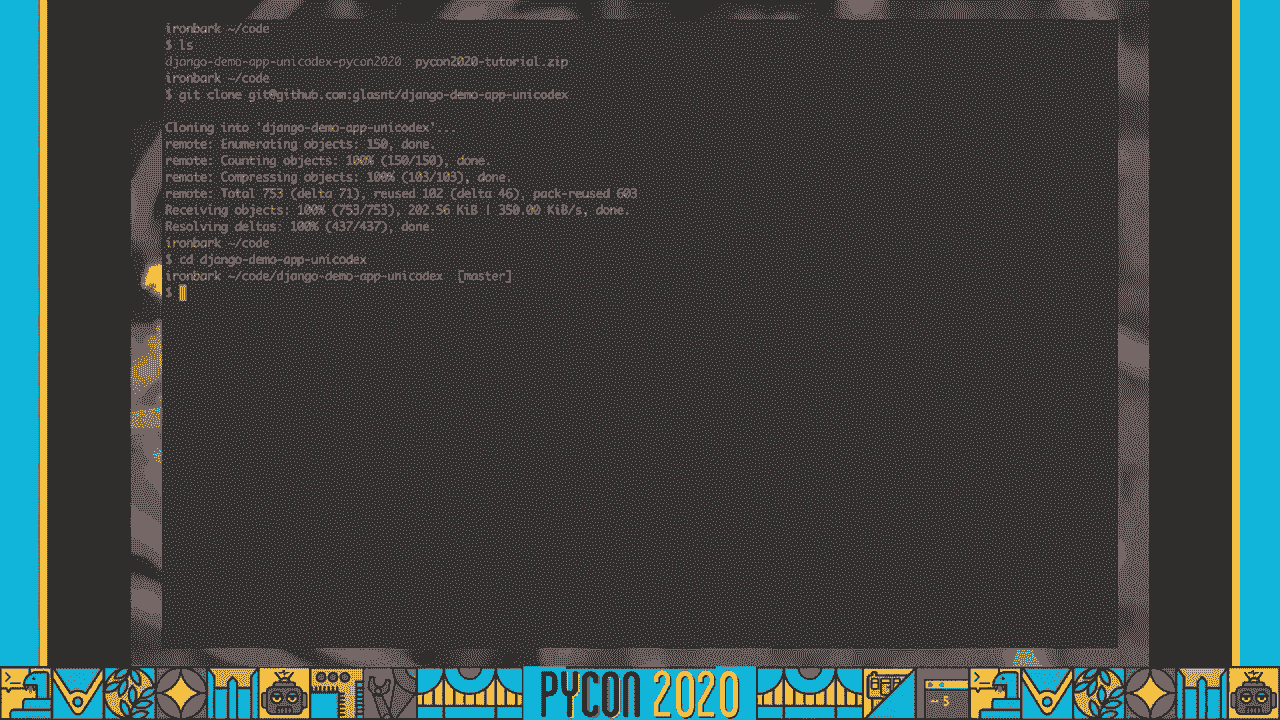 ironbark ~/code
$ ls
django-demo-app-unicodex-pycon2020  pycon2020-tutorial.zip
ironbark ~/code
$ git clone git@github.com:glasnt/django-demo-app-unicodex
Cloning into 'django-demo-app-unicodex'...
remote: Enumerating objects: 150, done.
remote: Counting objects: 100% (150/150), done.
remote: Compressing objects: 100% (103/103), done.
remote: Total 753 (delta 71), reused 102 (delta 46), pack-reused 603
Receiving objects: 100% (753/753), 202.56 KiB | 350.00 KiB/s, done.
Resolving deltas: 100% (437/437), done.
ironbark ~/code
$ cd django-demo-app-unicodex
ironbark ~/code/django-demo-app-unicodex  [master]
$
PYCON 2020